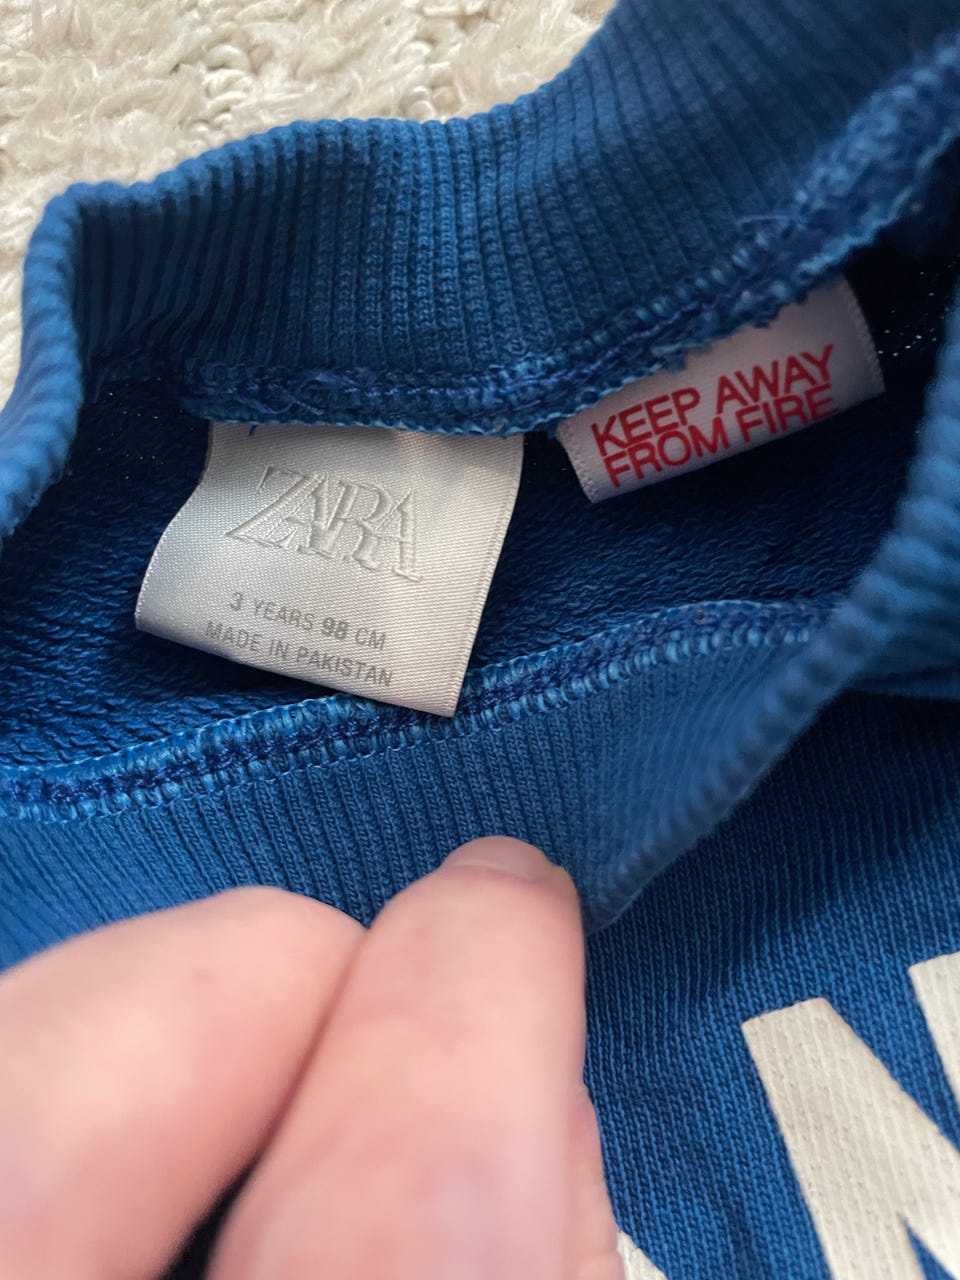 ZARA
3 YEARS 98 CM
MADE IN PAKISTAN
KEEP AWAY
FROM FIRE